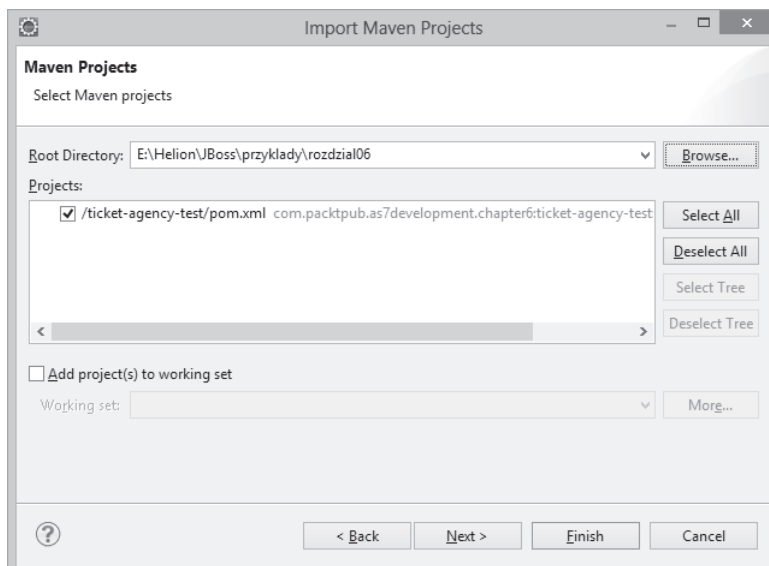 Import Maven Projects
Maven Projects
Select Maven projects
Root Directory: E:\Helion\JBoss\przyklady\rozdzial06 Browse...
Projects:
/ticket-agency-test/pom.xml com.packtpub.as7development.chapter6:ticket-agency-test
Select All
Deselect All
Select Tree
Deselect Tree
Add project(s) to working set
Working set: More...
? < Back Next > Finish Cancel